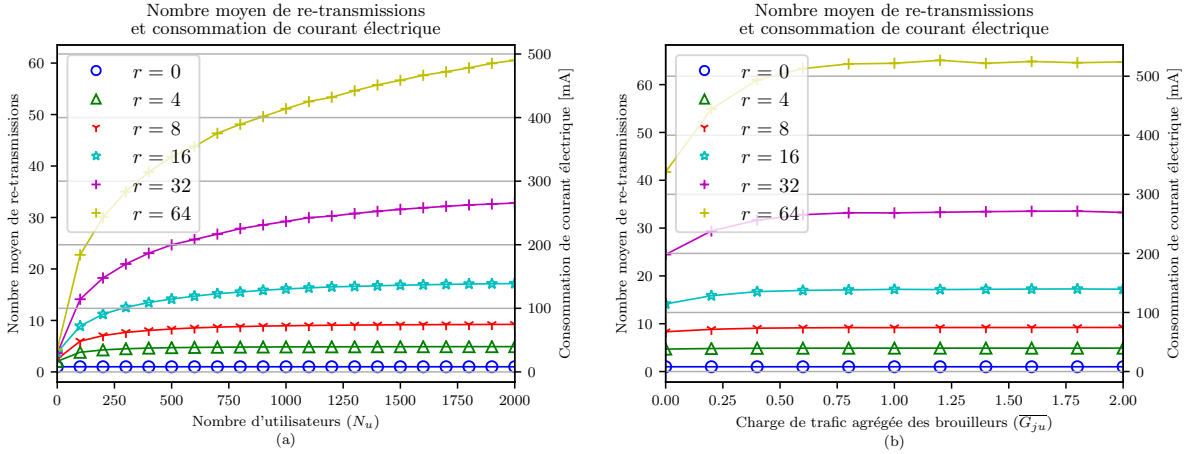 Nombre moyen de re-transmissions
et consommation de courant électrique
Nombre moyen de re-transmissions
60
50
40
30
20
10
0
r = 0
r = 4
r = 8
r = 16
r = 32
r = 64
500
400
300
200
100
0
Consommation de courant électrique [mA]
0 250 500 750 1000 1250 1500 1750 2000
Nombre d'utilisateurs (N_u)
(a)
Nombre moyen de re-transmissions
et consommation de courant électrique
Nombre moyen de re-transmissions
60
50
40
30
20
10
0
r = 0
r = 4
r = 8
r = 16
r = 32
r = 64
500
400
300
200
100
0
Consommation de courant électrique [mA]
0.00 0.25 0.50 0.75 1.00 1.25 1.50 1.75 2.00
Charge de trafic agrégée des brouilleurs (\overline{G_{ju}})
(b)